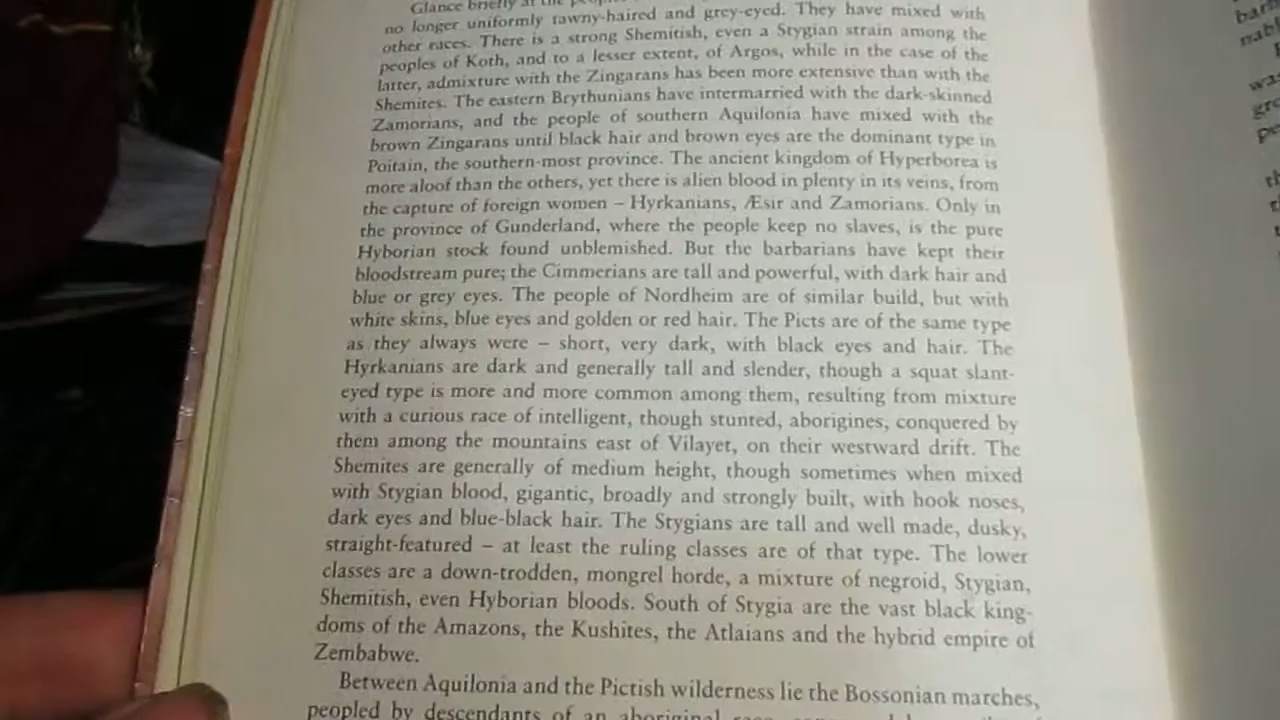 Glance briefly at the peoples
no longer uniformly tawny-haired and grey-eyed. They have mixed with
other races. There is a strong Shemitish, even a Stygian strain among the
peoples of Koth, and to a lesser extent, of Argos, while in the case of the
latter, admixture with the Zingarans has been more extensive than with the
Shemites. The eastern Brythunians have intermarried with the dark-skinned
Zamorians, and the people of southern Aquilonia have mixed with the
brown Zingarans until black hair and brown eyes are the dominant type in
Poitain, the southern-most province. The ancient kingdom of Hyperborea is
more aloof than the others, yet there is alien blood in plenty in its veins, from
the capture of foreign women – Hyrkanians, Æsir and Zamorians. Only in
the province of Gunderland, where the people keep no slaves, is the pure
Hyborian stock found unblemished. But the barbarians have kept their
bloodstream pure; the Cimmerians are tall and powerful, with dark hair and
blue or grey eyes. The people of Nordheim are of similar build, but with
white skins, blue eyes and golden or red hair. The Picts are of the same type
as they always were – short, very dark, with black eyes and hair. The
Hyrkanians are dark and generally tall and slender, though a squat slant-
eyed type is more and more common among them, resulting from mixture
with a curious race of intelligent, though stunted, aborigines, conquered by
them among the mountains east of Vilayet, on their westward drift. The
Shemites are generally of medium height, though sometimes when mixed
with Stygian blood, gigantic, broadly and strongly built, with hook noses,
dark eyes and blue-black hair. The Stygians are tall and well made, dusky,
straight-featured – at least the ruling classes are of that type. The lower
classes are a down-trodden, mongrel horde, a mixture of negroid, Stygian,
Shemitish, even Hyborian bloods. South of Stygia are the vast black king-
doms of the Amazons, the Kushites, the Atlaians and the hybrid empire of
Zembabwe.
Between Aquilonia and the Pictish wilderness lie the Bossonian marches,
peopled by descendants of an aboriginal race,